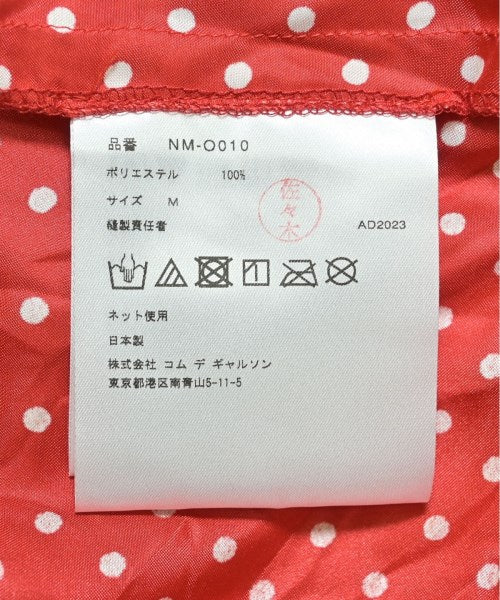 品番 NM-O010
ポリエステル 100%
サイズ M
縫製責任者 佐々木 AD2023
ネット使用
日本製
株式会社 コム デ ギャルソン
東京都港区南青山5-11-5